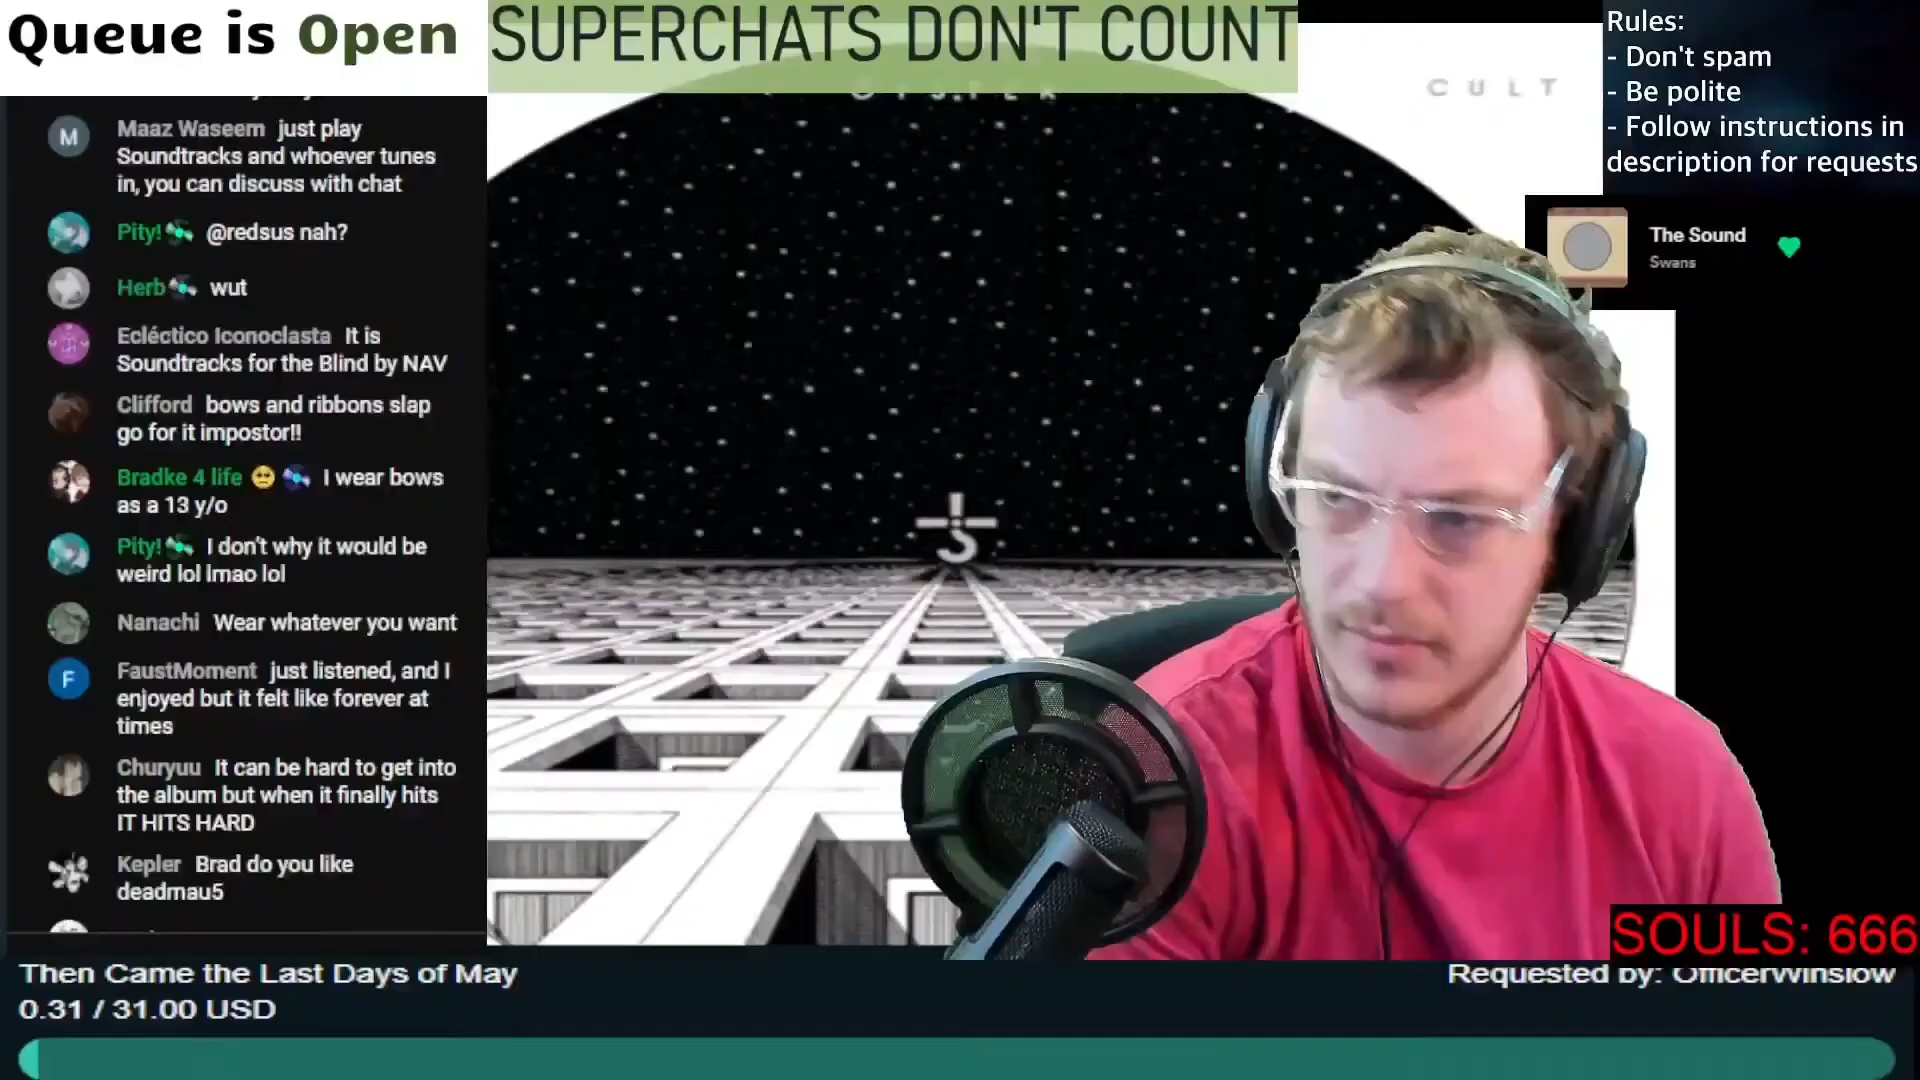 Queue is Open
SUPERCHATS DON'T COUNT
Rules:
- Don't spam
- Be polite
- Follow instructions in
description for requests
CULT
The Sound
Swans
M
Maaz Waseem just play
Soundtracks and whoever tunes
in, you can discuss with chat
Pity! @redsus nah?
Herb wut
Ecléctico Iconoclasta It is
Soundtracks for the Blind by NAV
Clifford bows and ribbons slap
go for it impostor!!
Bradke 4 life 🥺 I wear bows
as a 13 y/o
Pity! I don't why it would be
weird lol lmao lol
Nanachi Wear whatever you want
F
FaustMoment just listened, and I
enjoyed but it felt like forever at
times
Churyuu It can be hard to get into
the album but when it finally hits
IT HITS HARD
Kepler Brad do you like
deadmau5
SOULS: 666
Then Came the Last Days of May
Requested by: OfficerWinslow
0.31 / 31.00 USD